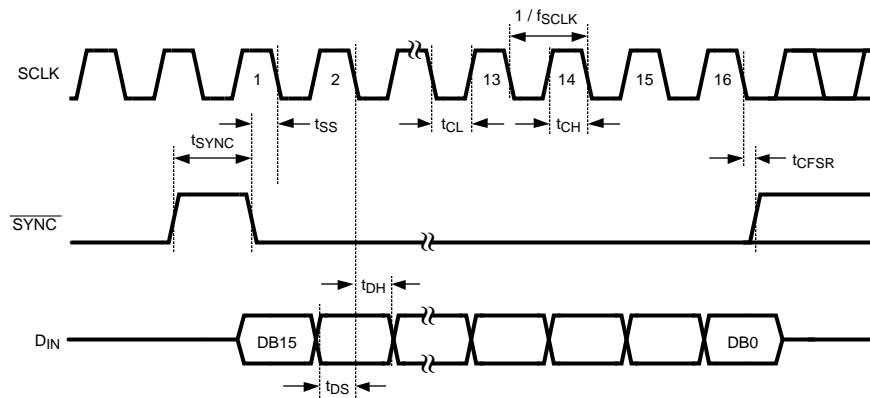 1 / fSCLK
SCLK
1 2 13 14 15 16
tSS tCL tCH
tSYNC
tCFSR
SYNC
tDH
DIN
DB15 DB0
tDS